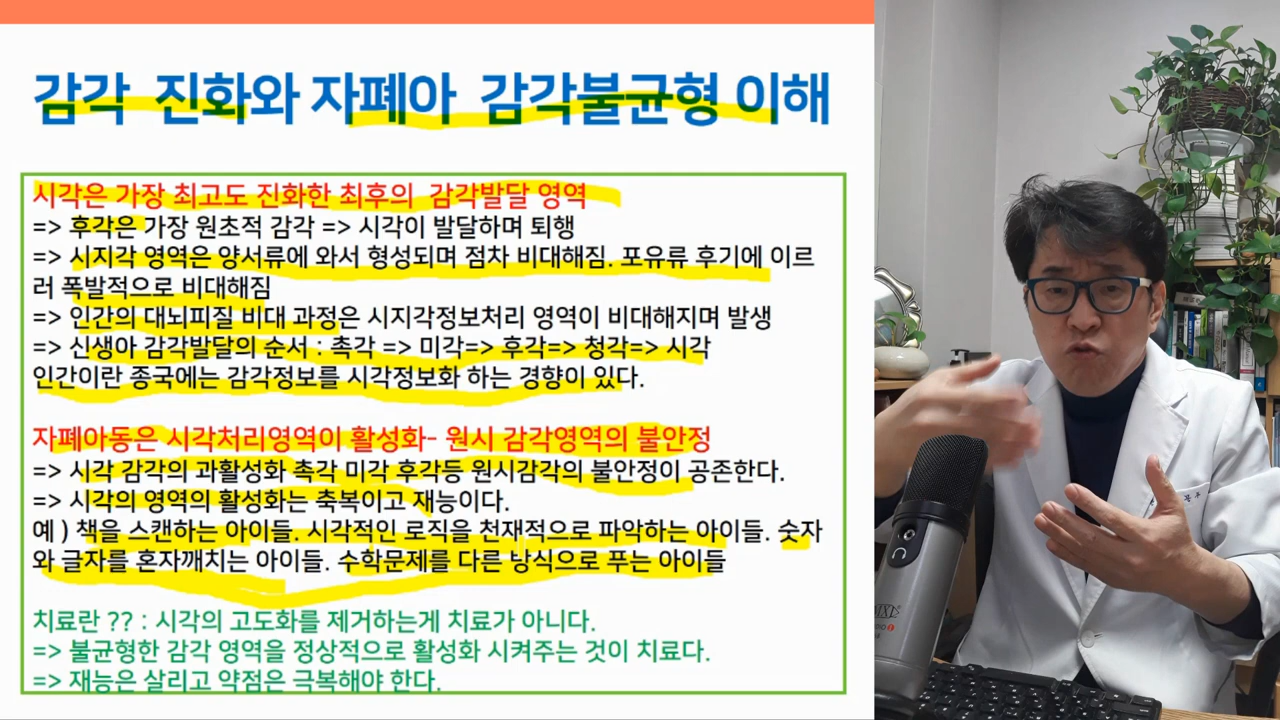 감각 진화와 자폐아 감각불균형 이해
시각은 가장 최고도 진화한 최후의 감각발달 영역
=> 후각은 가장 원초적 감각 => 시각이 발달하며 퇴행
=> 시지각 영역은 양서류에 와서 형성되며 점차 비대해짐. 포유류 후기에 이르
러 폭발적으로 비대해짐
=> 인간의 대뇌피질 비대 과정은 시지각정보처리 영역이 비대해지며 발생
=> 신생아 감각발달의 순서 : 촉각 => 미각=> 후각=> 청각=> 시각
인간이란 종국에는 감각정보를 시각정보화 하는 경향이 있다.
자폐아동은 시각처리영역이 활성화- 원시 감각영역의 불안정
=> 시각 감각의 과활성화 촉각 미각 후각등 원시감각의 불안정이 공존한다.
=> 시각의 영역의 활성화는 축복이고 재능이다.
예 ) 책을 스캔하는 아이들. 시각적인 로직을 천재적으로 파악하는 아이들. 숫자
와 글자를 혼자깨치는 아이들. 수학문제를 다른 방식으로 푸는 아이들
치료란 ?? : 시각의 고도화를 제거하는게 치료가 아니다.
=> 불균형한 감각 영역을 정상적으로 활성화 시켜주는 것이 치료다.
=> 재능은 살리고 약점은 극복해야 한다.